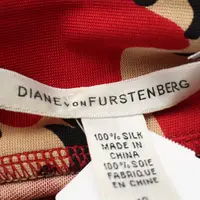 DIANE VON FURSTENBERG
100% SILK
MADE IN
CHINA
100% SOIE
FABRIQUE
EN CHINE